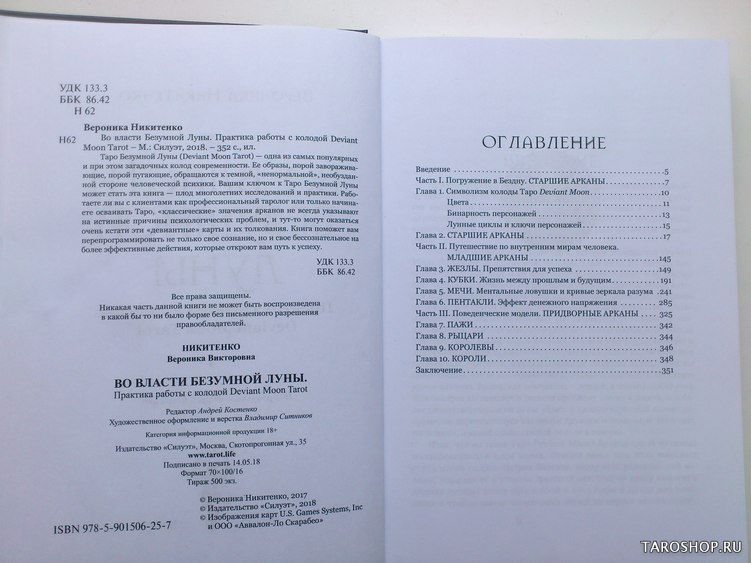 УДК 133.3
ББК 86.42
Н 62
Вероника Никитенко
Н62 Во власти Безумной Луны. Практика работы с колодой Deviant
Moon Tarot – М.: Силуэт, 2018. – 352 с., ил.
Таро Безумной Луны (Deviant Moon Tarot) — одна из самых популярных
и при этом загадочных колод современности. Ее образы, порой завораживаю-
щие, порой пугающие, обращаются к темной, «ненормальной», необуздан-
ной стороне человеческой психики. Вашим ключом к Таро Безумной Луны
может стать эта книга — плод многолетних исследований и практики. Рабо-
таете ли вы с клиентами как профессиональный таролог или только начина-
ете осваивать Таро, «классические» значения арканов не всегда указывают
на истинные причины психологических проблем, и тут-то могут оказаться
очень кстати эти «девиантные» карты и их толкования. Книга поможет вам
перепрограммировать не только свое сознание, но и свое бессознательное на
более эффективные действия, которые откроют вам путь к успеху.
УДК 133.3
ББК 86.42
Все права защищены.
Никакая часть данной книги не может быть воспроизведена
в какой бы то ни было форме без письменного разрешения
правообладателей.
НИКИТЕНКО
Вероника Викторовна
ВО ВЛАСТИ БЕЗУМНОЙ ЛУНЫ.
Практика работы с колодой Deviant Moon Tarot
Редактор Андрей Костенко
Художественное оформление и верстка Владимир Ситников
Категория информационной продукции 18+
Издательство «Силуэт», Москва, Скотопрогонная ул., 35
www.tarot.life
Подписано в печать 14.05.18
Формат 70×100/16
Тираж 500 экз.
© Вероника Никитенко, 2017
© Издательство «Силуэт», 2018
© Изображения карт U.S. Games Systems, Inc
и ООО «Аввалон-Ло Скарабео»
ISBN 978-5-901506-25-7
ОГЛАВЛЕНИЕ
Введение 5
Часть I. Погружение в Бездну. СТАРШИЕ АРКАНЫ 7
Глава 1. Символизм колоды Таро Deviant Moon 10
Цвета 11
Бинарность персонажей 13
Лунные циклы и ключи персонажей 15
Глава 2. СТАРШИЕ АРКАНЫ 17
Часть II. Путешествие по внутренним мирам человека.
МЛАДШИЕ АРКАНЫ 145
Глава 3. ЖЕЗЛЫ. Препятствия для успеха 149
Глава 4. КУБКИ. Жизнь между прошлым и будущим 191
Глава 5. МЕЧИ. Ментальные ловушки и кривые зеркала разума 241
Глава 6. ПЕНТАКЛИ. Эффект денежного напряжения 285
Часть III. Поведенческие модели. ПРИДВОРНЫЕ АРКАНЫ 325
Глава 7. ПАЖИ 342
Глава 8. РЫЦАРИ 344
Глава 9. КОРОЛЕВЫ 346
Глава 10. КОРОЛИ 348
Заключение 351
TAROSHOP.RU